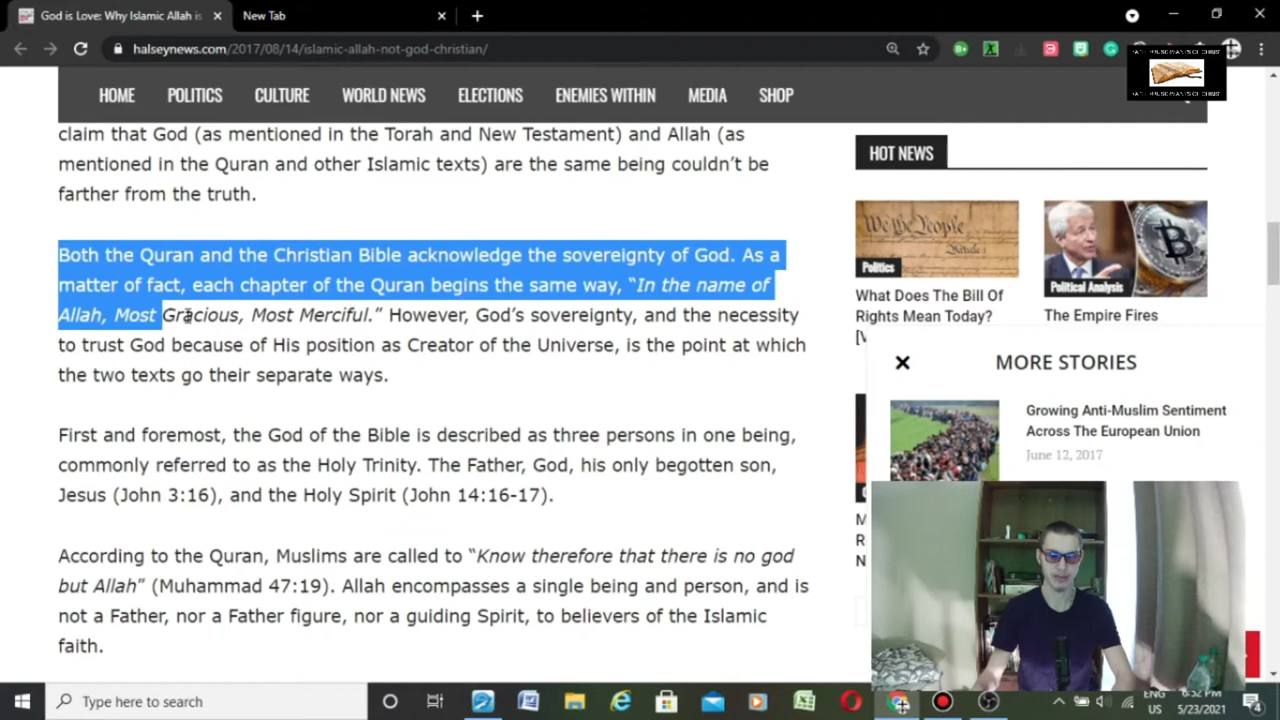 God is Love: Why Islamic Allah is
New Tab
halseynews.com/2017/08/14/islamic-allah-not-god-christian/
HOME
POLITICS
CULTURE
WORLD NEWS
ELECTIONS
ENEMIES WITHIN
MEDIA
SHOP
claim that God (as mentioned in the Torah and New Testament) and Allah (as
mentioned in the Quran and other Islamic texts) are the same being couldn’t be
farther from the truth.
Both the Quran and the Christian Bible acknowledge the sovereignty of God. As a
matter of fact, each chapter of the Quran begins the same way, “In the name of
Allah, Most Gracious, Most Merciful.” However, God’s sovereignty, and the necessity
to trust God because of His position as Creator of the Universe, is the point at which
the two texts go their separate ways.
First and foremost, the God of the Bible is described as three persons in one being,
commonly referred to as the Holy Trinity. The Father, God, his only begotten son,
Jesus (John 3:16), and the Holy Spirit (John 14:16-17).
According to the Quran, Muslims are called to “Know therefore that there is no god
but Allah” (Muhammad 47:19). Allah encompasses a single being and person, and is
not a Father, nor a Father figure, nor a guiding Spirit, to believers of the Islamic
faith.
HOT NEWS
We the People
Politics
What Does The Bill Of
Rights Mean Today?
Political Analysis
The Empire Fires
MORE STORIES
Growing Anti-Muslim Sentiment
Across The European Union
June 12, 2017
Type here to search
ENG
US
6:52 PM
5/23/2021
4